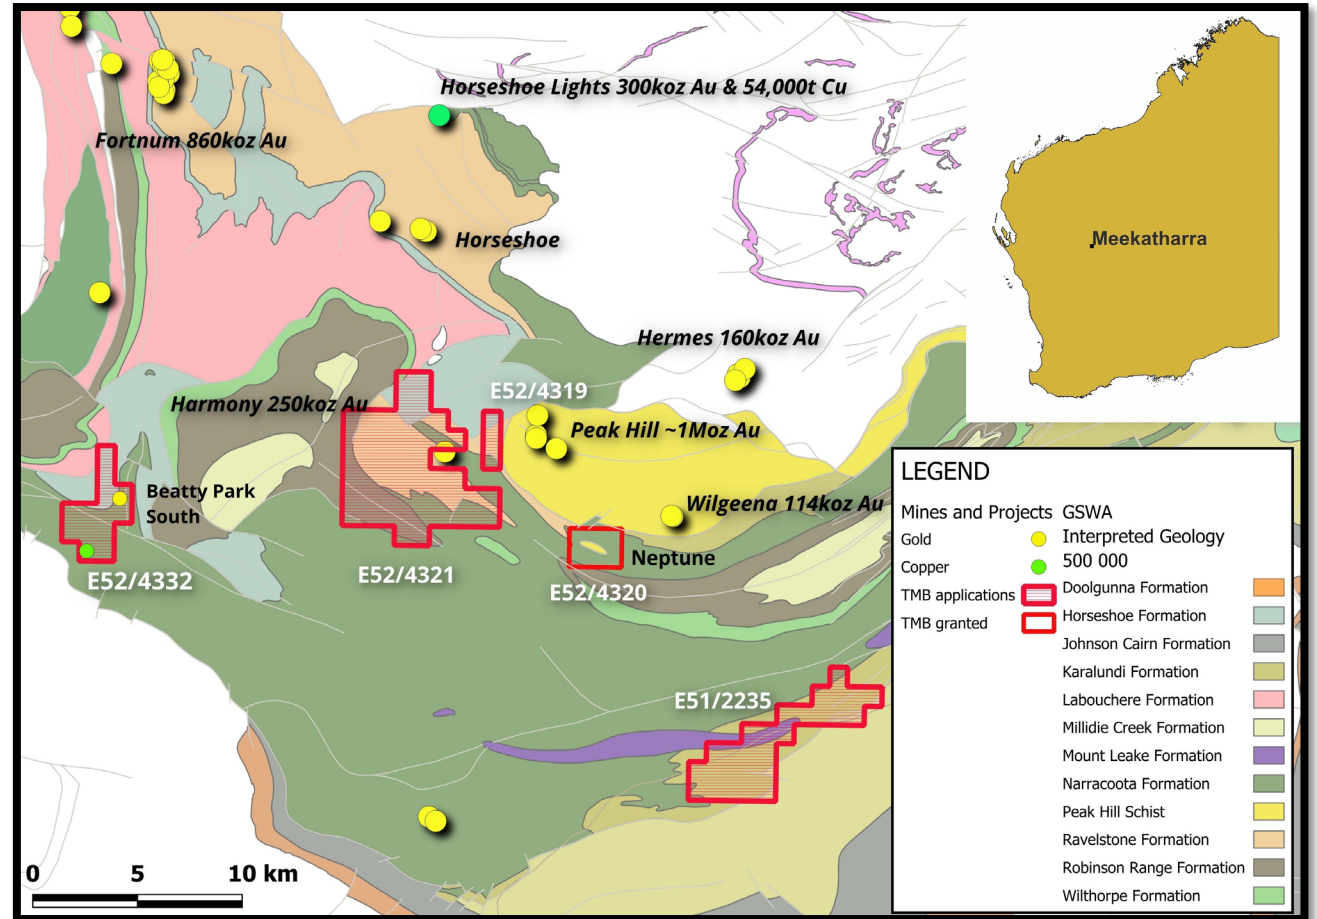 Horseshoe Lights 300koz Au & 54,000t Cu
Fortnum 860koz Au
Horseshoe
Meekatharra
Hermes 160koz Au
E52/4319
Harmony 250koz Au
Peak Hill ~1Moz Au
Beatty Park
South
Wilgeena 114koz Au
Neptune
E52/4332
E52/4321
E52/4320
E51/2235
0 5 10 km
LEGEND
Mines and Projects
Gold
Copper
TMB applications
TMB granted
GSWA
Interpreted Geology
500 000
Doolgunna Formation
Horseshoe Formation
Johnson Cairn Formation
Karalundi Formation
Labouchere Formation
Millidie Creek Formation
Mount Leake Formation
Narracoota Formation
Peak Hill Schist
Ravelstone Formation
Robinson Range Formation
Wilthorpe Formation